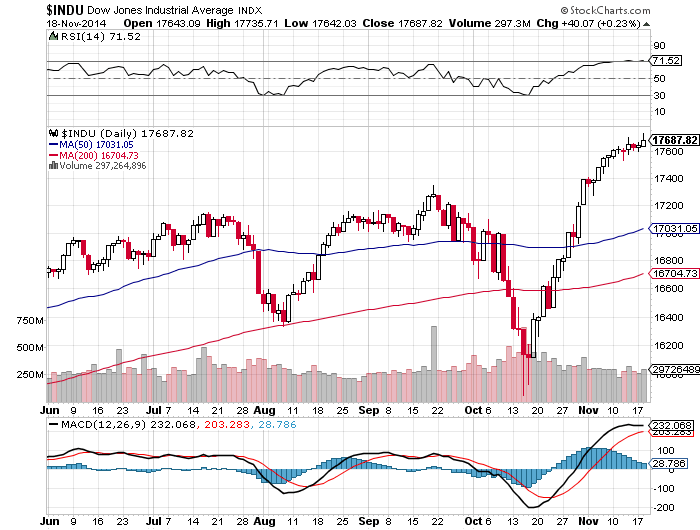 $INDU Dow Jones Industrial Average INDX © StockCharts.com
18-Nov-2014 Open 17643.09 High 17735.71 Low 17642.03 Close 17687.82 Volume 297.3M Chg +40.07 (+0.23%)
RSI(14) 71.52
90
71.52
50
30
10
$INDU (Daily) 17687.82
MA(50) 17031.05
MA(200) 16704.73
Volume 297,264,896
17687.82
17600
17400
17200
17031.05
16800
16704.73
16600
16400
16200
750M
500M
250M
29726489
Jun 9 16 23 Jul 7 14 21 Aug 11 18 25 Sep 8 15 22 Oct 6 13 20 27 Nov 10 17
MACD(12,26,9) 232.068, 203.283, 28.786
232.068
203.283
100
28.786
-100
-200
Jun 9 16 23 Jul 7 14 21 Aug 11 18 25 Sep 8 15 22 Oct 6 13 20 27 Nov 10 17